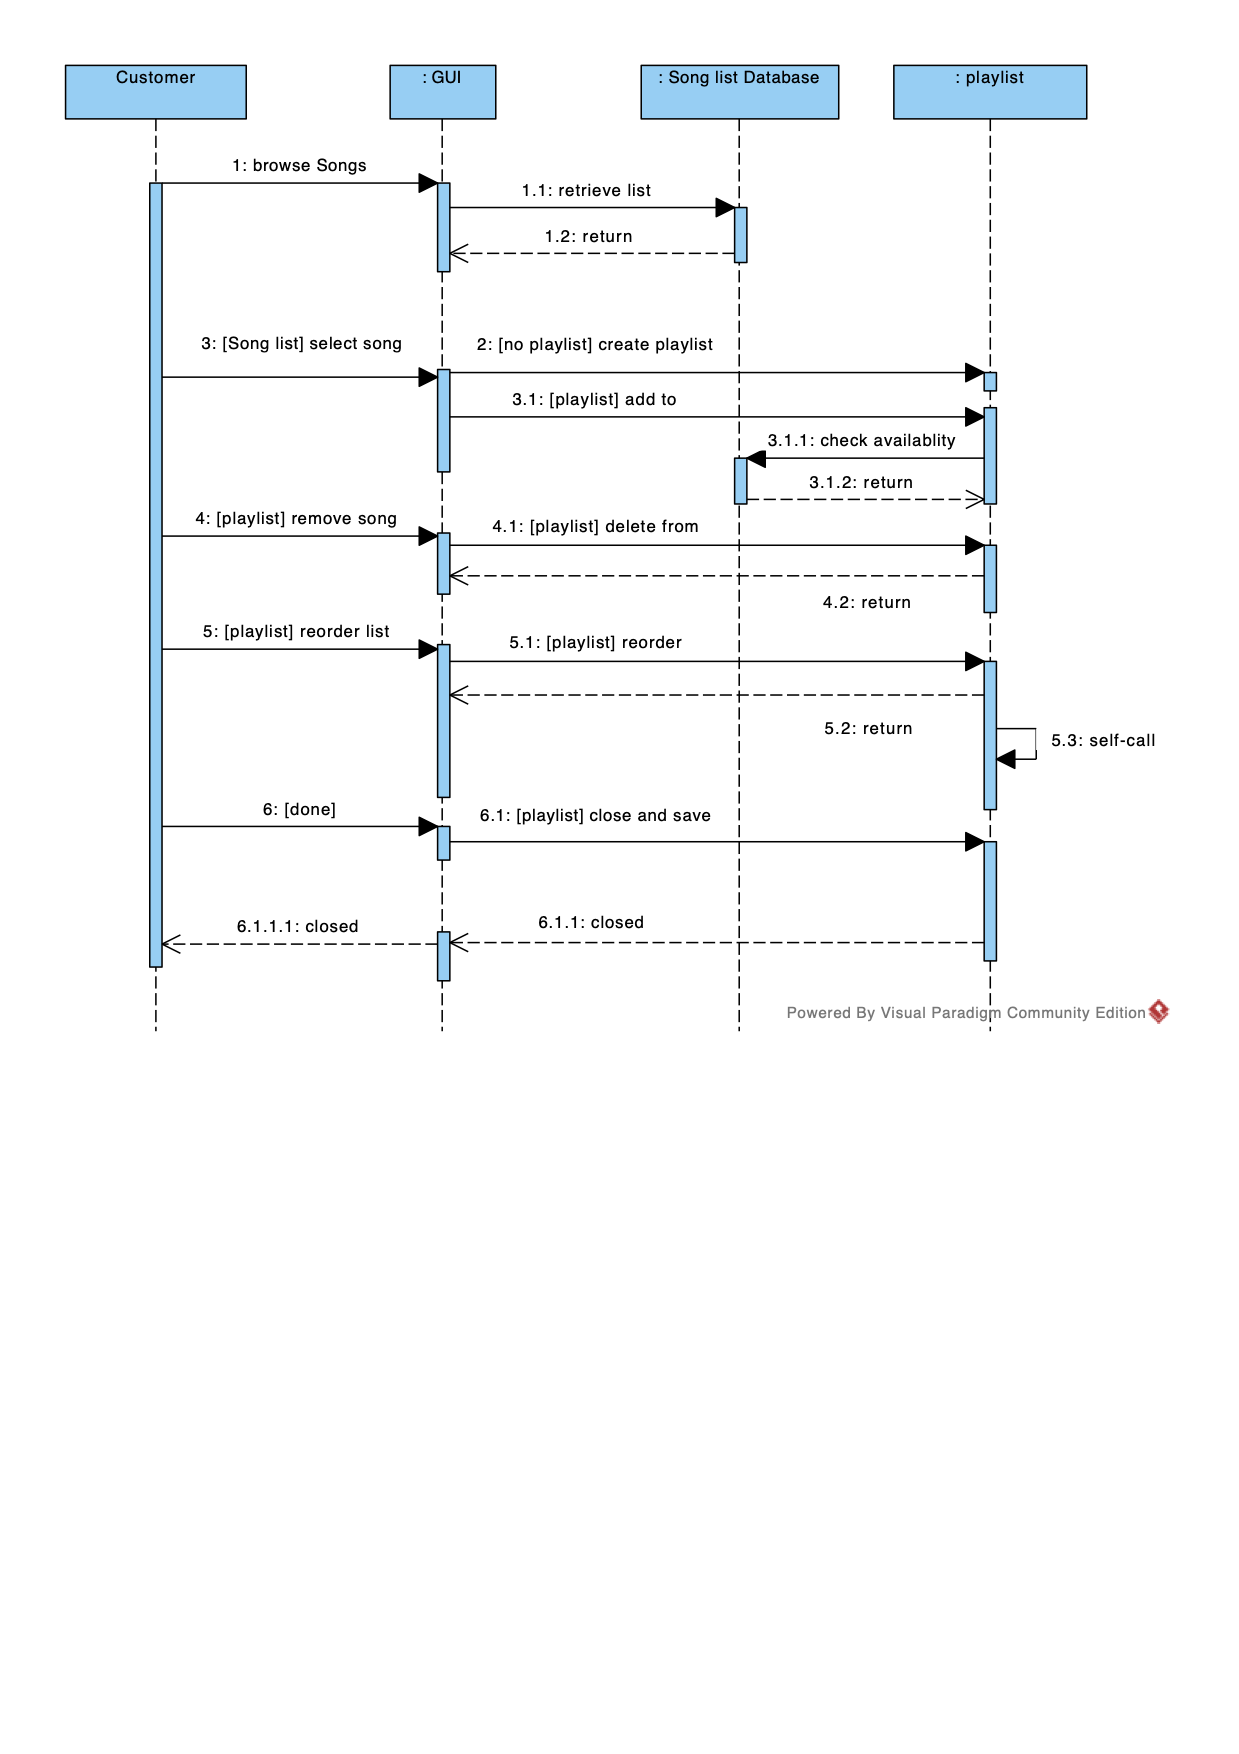 Customer
: GUI
: Song list Database
: playlist
1: browse Songs
1.1: retrieve list
1.2: return
3: [Song list] select song
2: [no playlist] create playlist
3.1: [playlist] add to
3.1.1: check availablity
3.1.2: return
4: [playlist] remove song
4.1: [playlist] delete from
4.2: return
5: [playlist] reorder list
5.1: [playlist] reorder
5.2: return
5.3: self-call
6: [done]
6.1: [playlist] close and save
6.1.1.1: closed
6.1.1: closed
Powered By Visual Paradigm Community Edition